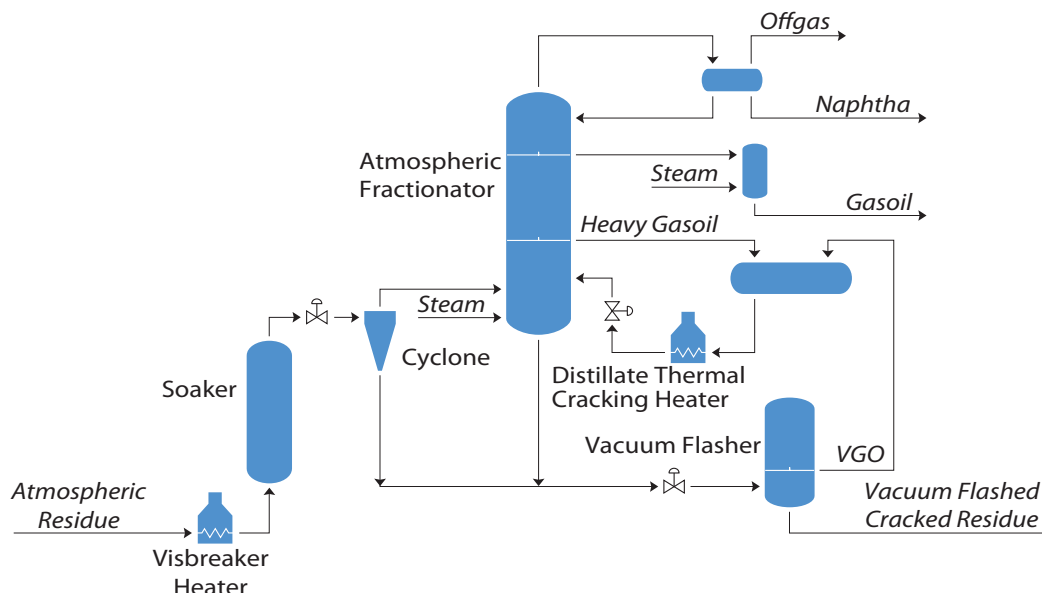 Offgas
Naphtha
Atmospheric
Fractionator
Steam
Gasoil
Heavy Gasoil
Steam
Cyclone
Distillate Thermal
Cracking Heater
Soaker
Vacuum Flasher
VGO
Atmospheric
Residue
Vacuum Flashed
Cracked Residue
Visbreaker
Heater